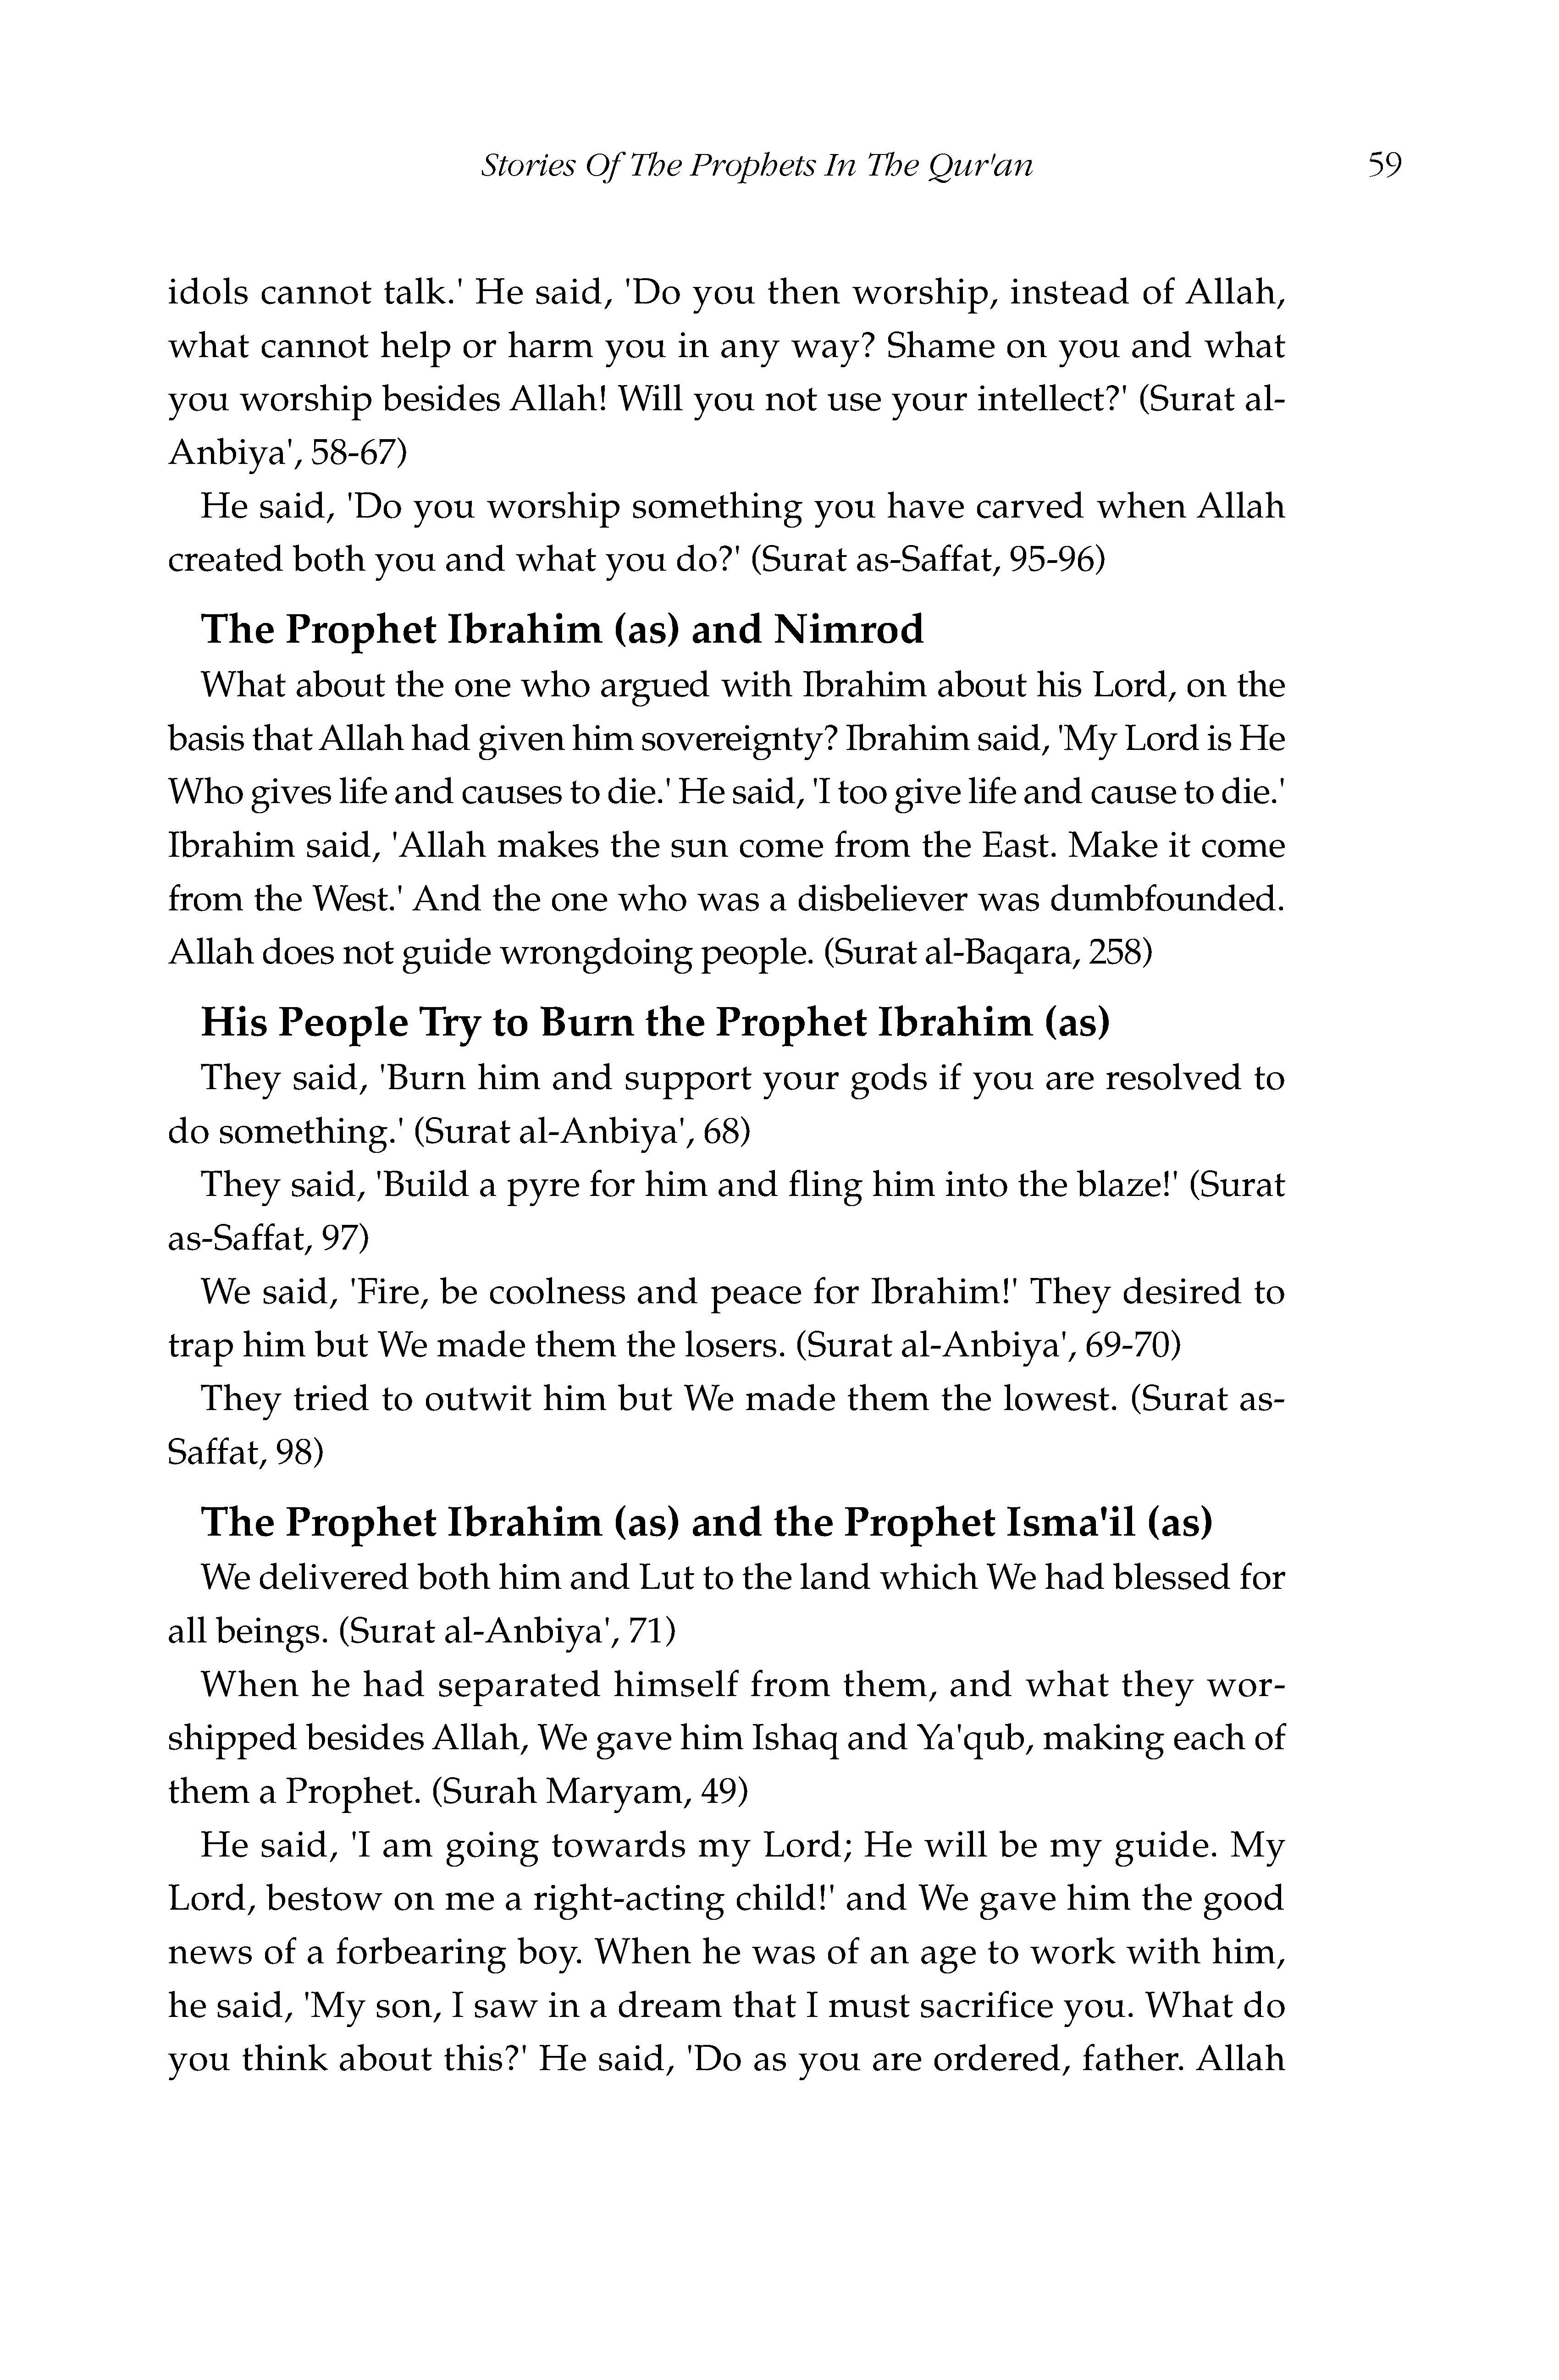 Stories Of The Prophets In The Qur'an 59
idols cannot talk.' He said, 'Do you then worship, instead of Allah,
what cannot help or harm you in any way? Shame on you and what
you worship besides Allah! Will you not use your intellect?' (Surat al-
Anbiya', 58-67)
He said, 'Do you worship something you have carved when Allah
created both you and what you do?' (Surat as-Saffat, 95-96)
The Prophet Ibrahim (as) and Nimrod
What about the one who argued with Ibrahim about his Lord, on the
basis that Allah had given him sovereignty? Ibrahim said, 'My Lord is He
Who gives life and causes to die.' He said, 'I too give life and cause to die.'
Ibrahim said, 'Allah makes the sun come from the East. Make it come
from the West.' And the one who was a disbeliever was dumbfounded.
Allah does not guide wrongdoing people. (Surat al-Baqara, 258)
His People Try to Burn the Prophet Ibrahim (as)
They said, 'Burn him and support your gods if you are resolved to
do something.' (Surat al-Anbiya', 68)
They said, 'Build a pyre for him and fling him into the blaze!' (Surat
as-Saffat, 97)
We said, 'Fire, be coolness and peace for Ibrahim!' They desired to
trap him but We made them the losers. (Surat al-Anbiya', 69-70)
They tried to outwit him but We made them the lowest. (Surat as-
Saffat, 98)
The Prophet Ibrahim (as) and the Prophet Isma'il (as)
We delivered both him and Lut to the land which We had blessed for
all beings. (Surat al-Anbiya', 71)
When he had separated himself from them, and what they wor-
shipped besides Allah, We gave him Ishaq and Ya'qub, making each of
them a Prophet. (Surah Maryam, 49)
He said, 'I am going towards my Lord; He will be my guide. My
Lord, bestow on me a right-acting child!' and We gave him the good
news of a forbearing boy. When he was of an age to work with him,
he said, 'My son, I saw in a dream that I must sacrifice you. What do
you think about this?' He said, 'Do as you are ordered, father. Allah